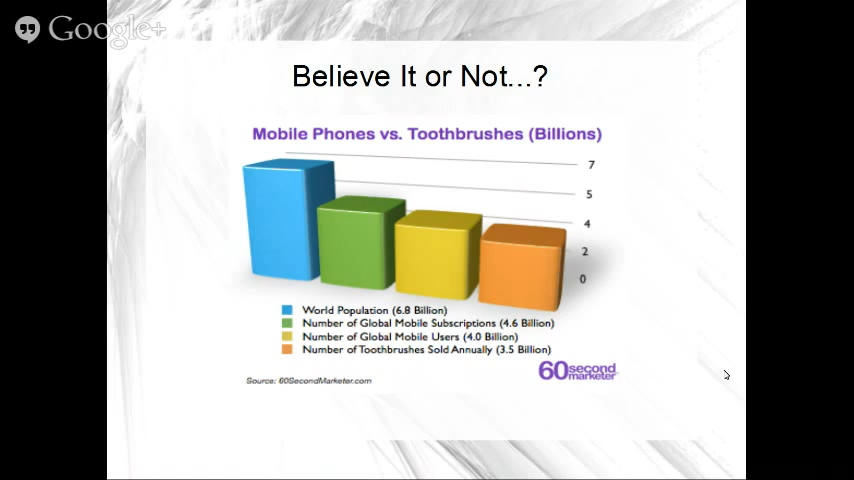 Google+
Believe It or Not...?
Mobile Phones vs. Toothbrushes (Billions)
7
5
4
2
0
World Population (6.8 Billion)
Number of Global Mobile Subscriptions (4.6 Billion)
Number of Global Mobile Users (4.0 Billion)
Number of Toothbrushes Sold Annually (3.5 Billion)
60second
marketer
Source: 60SecondMarketer.com